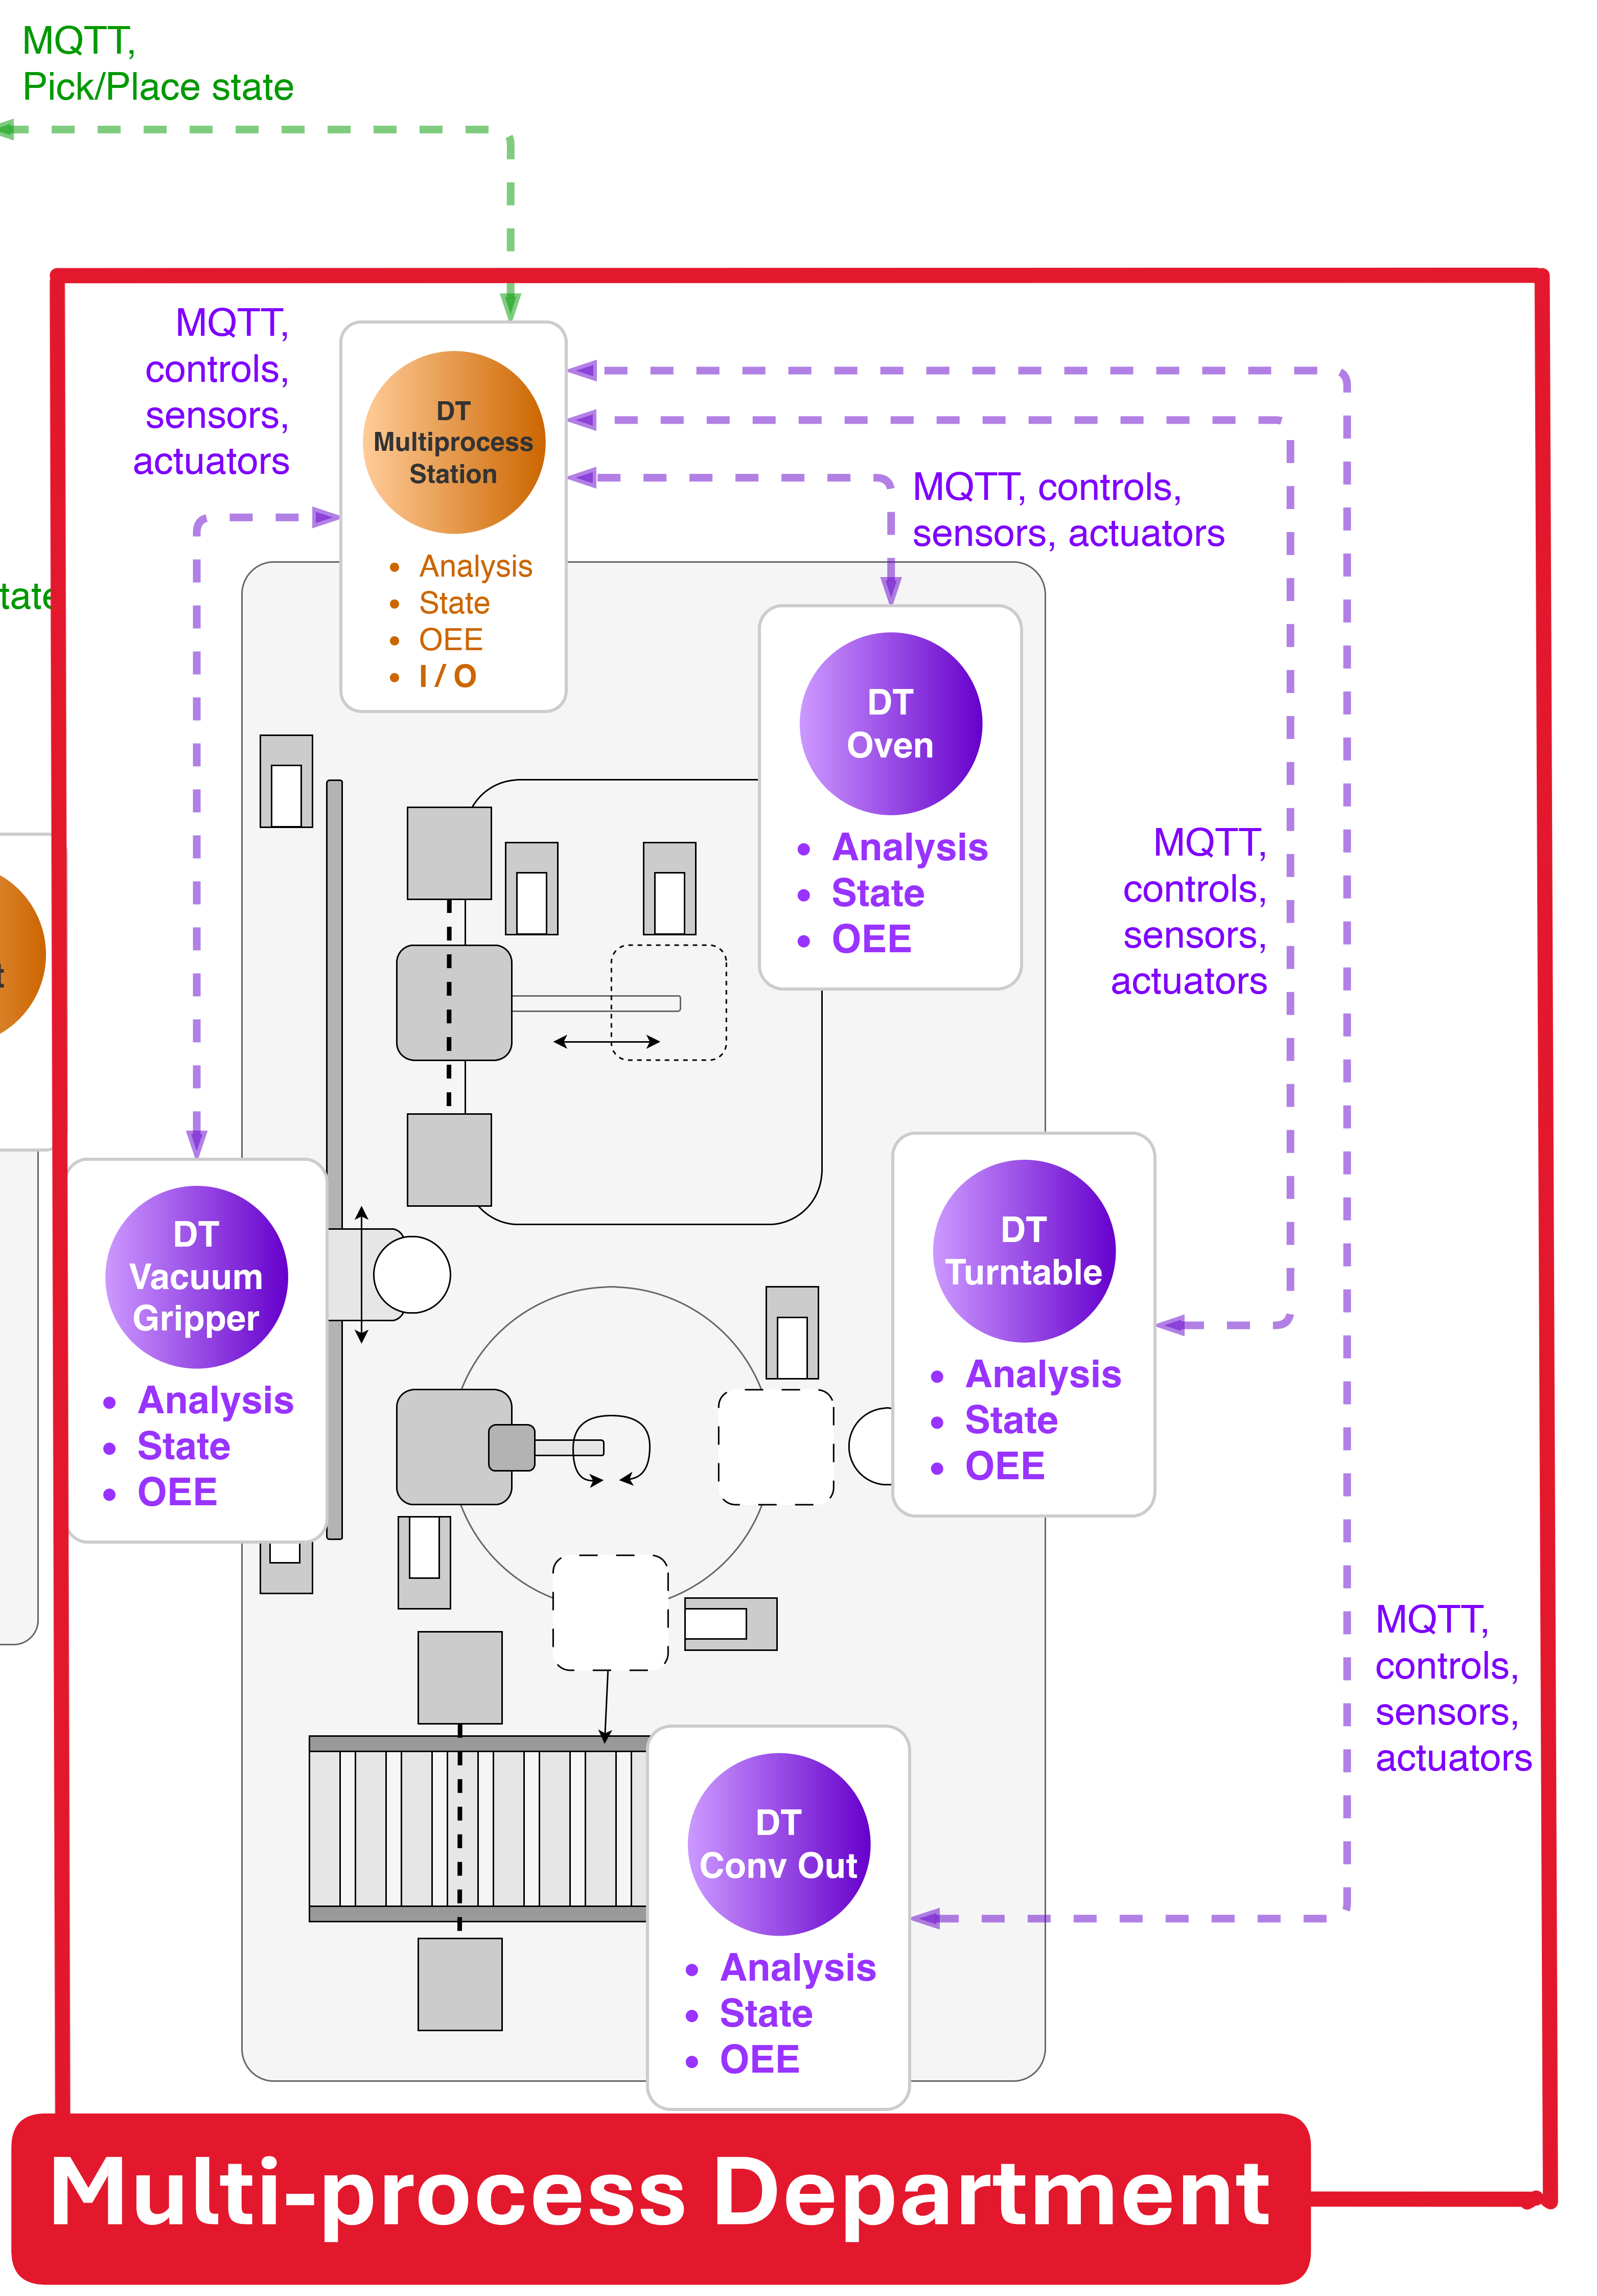 MQTT,
Pick/Place state
MQTT,
controls,
sensors,
actuators
DT
Multiprocess
Station
• Analysis
• State
• OEE
• I / O
MQTT, controls,
sensors, actuators
DT
Oven
• Analysis
• State
• OEE
MQTT,
controls,
sensors,
actuators
DT
Vacuum
Gripper
• Analysis
• State
• OEE
DT
Turntable
• Analysis
• State
• OEE
MQTT,
controls,
sensors,
actuators
DT
Conv Out
• Analysis
• State
• OEE
Multi-process Department